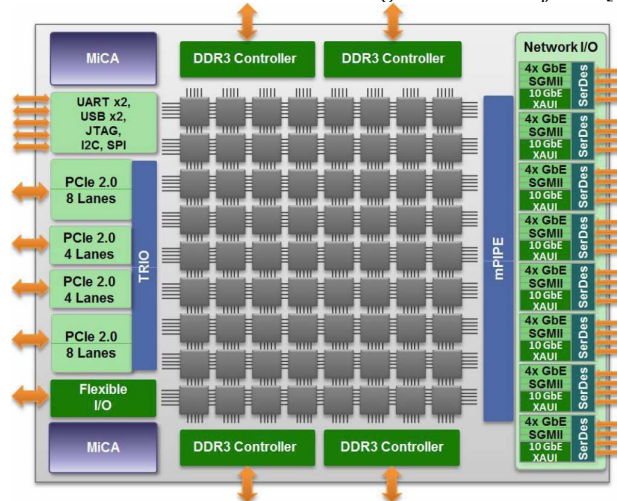 MiCA
DDR3 Controller
DDR3 Controller
Network I/O
UART x2,
USB x2,
JTAG,
I2C, SPI
PCIe 2.0
8 Lanes
PCIe 2.0
4 Lanes
PCIe 2.0
4 Lanes
PCIe 2.0
8 Lanes
TRIO
Flexible
I/O
MiCA
DDR3 Controller
DDR3 Controller
mPIPE
4x GbE
SGMII
10 GbE
XAUI
SerDes
4x GbE
SGMII
10 GbE
XAUI
SerDes
4x GbE
SGMII
10 GbE
XAUI
SerDes
4x GbE
SGMII
10 GbE
XAUI
SerDes
4x GbE
SGMII
10 GbE
XAUI
SerDes
4x GbE
SGMII
10 GbE
XAUI
SerDes
4x GbE
SGMII
10 GbE
XAUI
SerDes
4x GbE
SGMII
10 GbE
XAUI
SerDes